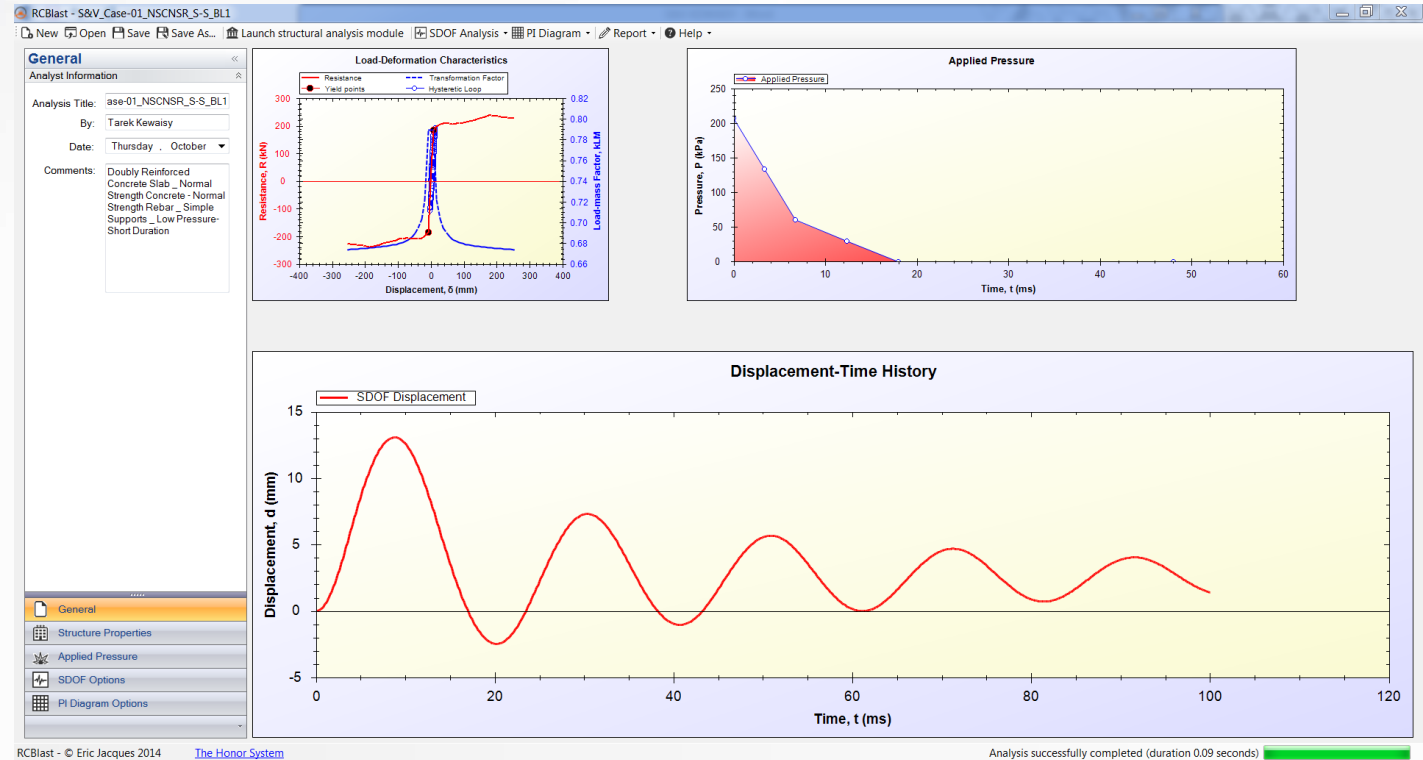 RCBlast - S&V_Case-01_NSCNSR_S-S_BL1
New Open Save Save As... Launch structural analysis module SDOF Analysis PI Diagram Report Help
General
Analyst Information
Analysis Title: ase-01_NSCNSR_S-S_BL1
By: Tarek Kewaisy
Date: Thursday , October
Comments: Doubly Reinforced
Concrete Slab _ Normal
Strength Concrete - Normal
Strength Rebar _ Simple
Supports _ Low Pressure-
Short Duration
General
Structure Properties
Applied Pressure
SDOF Options
PI Diagram Options
Load-Deformation Characteristics
Resistance Transformation Factor
Yield points Hysteretic Loop
300
200
100
0
-100
-200
-300
Resistance, R (kN)
0.82
0.80
0.78
0.76
0.74
0.72
0.70
0.68
0.66
Load-mass Factor, kLM
-400 -300 -200 -100 0 100 200 300 400
Displacement, δ (mm)
Applied Pressure
Applied Pressure
250
200
150
100
50
0
Pressure, P (kPa)
0 10 20 30 40 50 60
Time, t (ms)
Displacement-Time History
SDOF Displacement
15
10
5
0
-5
Displacement, d (mm)
0 20 40 60 80 100 120
Time, t (ms)
RCBlast - © Eric Jacques 2014 The Honor System Analysis successfully completed (duration 0.09 seconds)